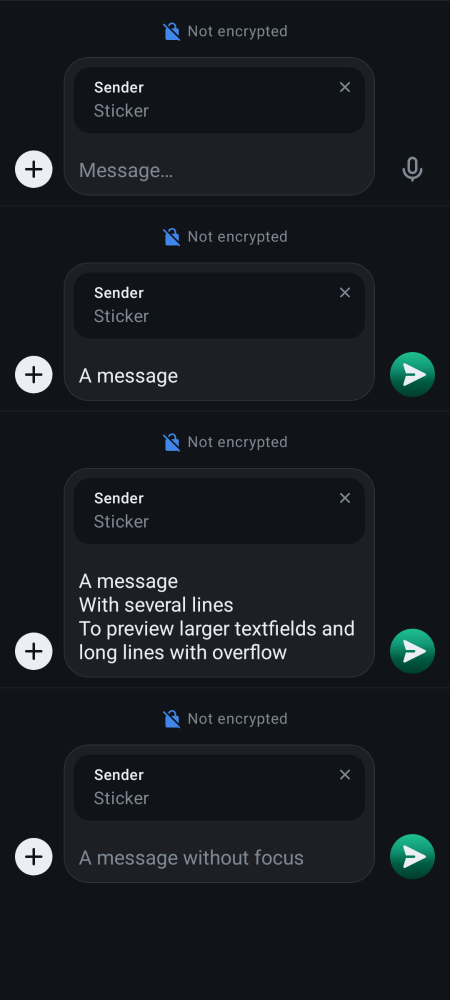 Not encrypted
Sender
Sticker
Message…
Not encrypted
Sender
Sticker
A message
Not encrypted
Sender
Sticker
A message
With several lines
To preview larger textfields and
long lines with overflow
Not encrypted
Sender
Sticker
A message without focus